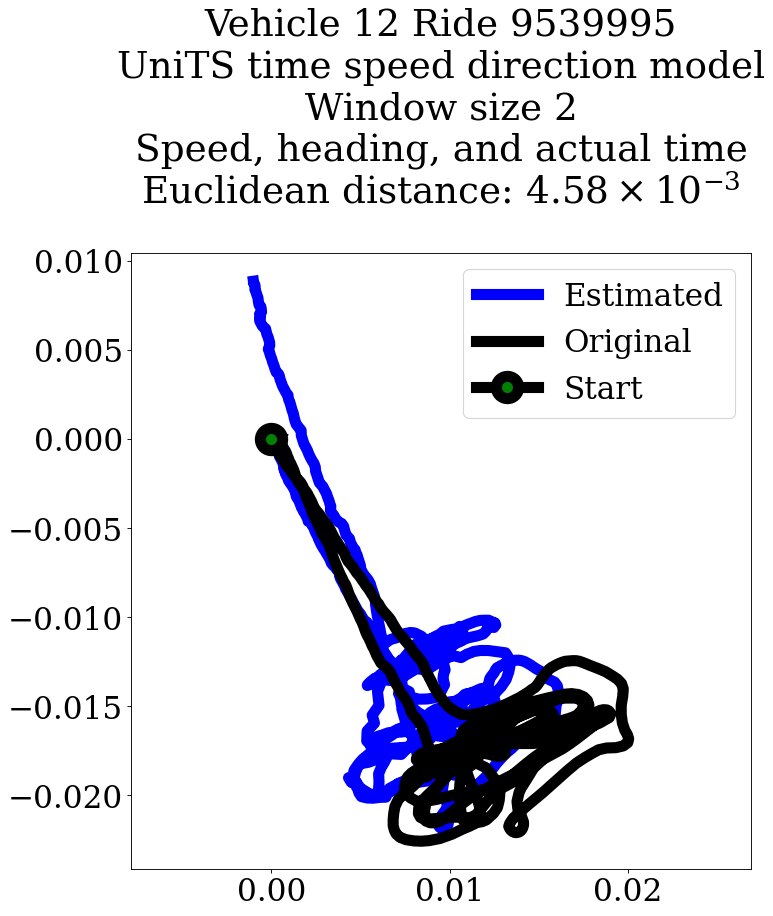 Vehicle 12 Ride 9539995
UniTS time speed direction model
Window size 2
Speed, heading, and actual time
Euclidean distance: 4.58 × 10⁻³
0.010
0.005
0.000
−0.005
−0.010
−0.015
−0.020
Estimated
Original
Start
0.00 0.01 0.02